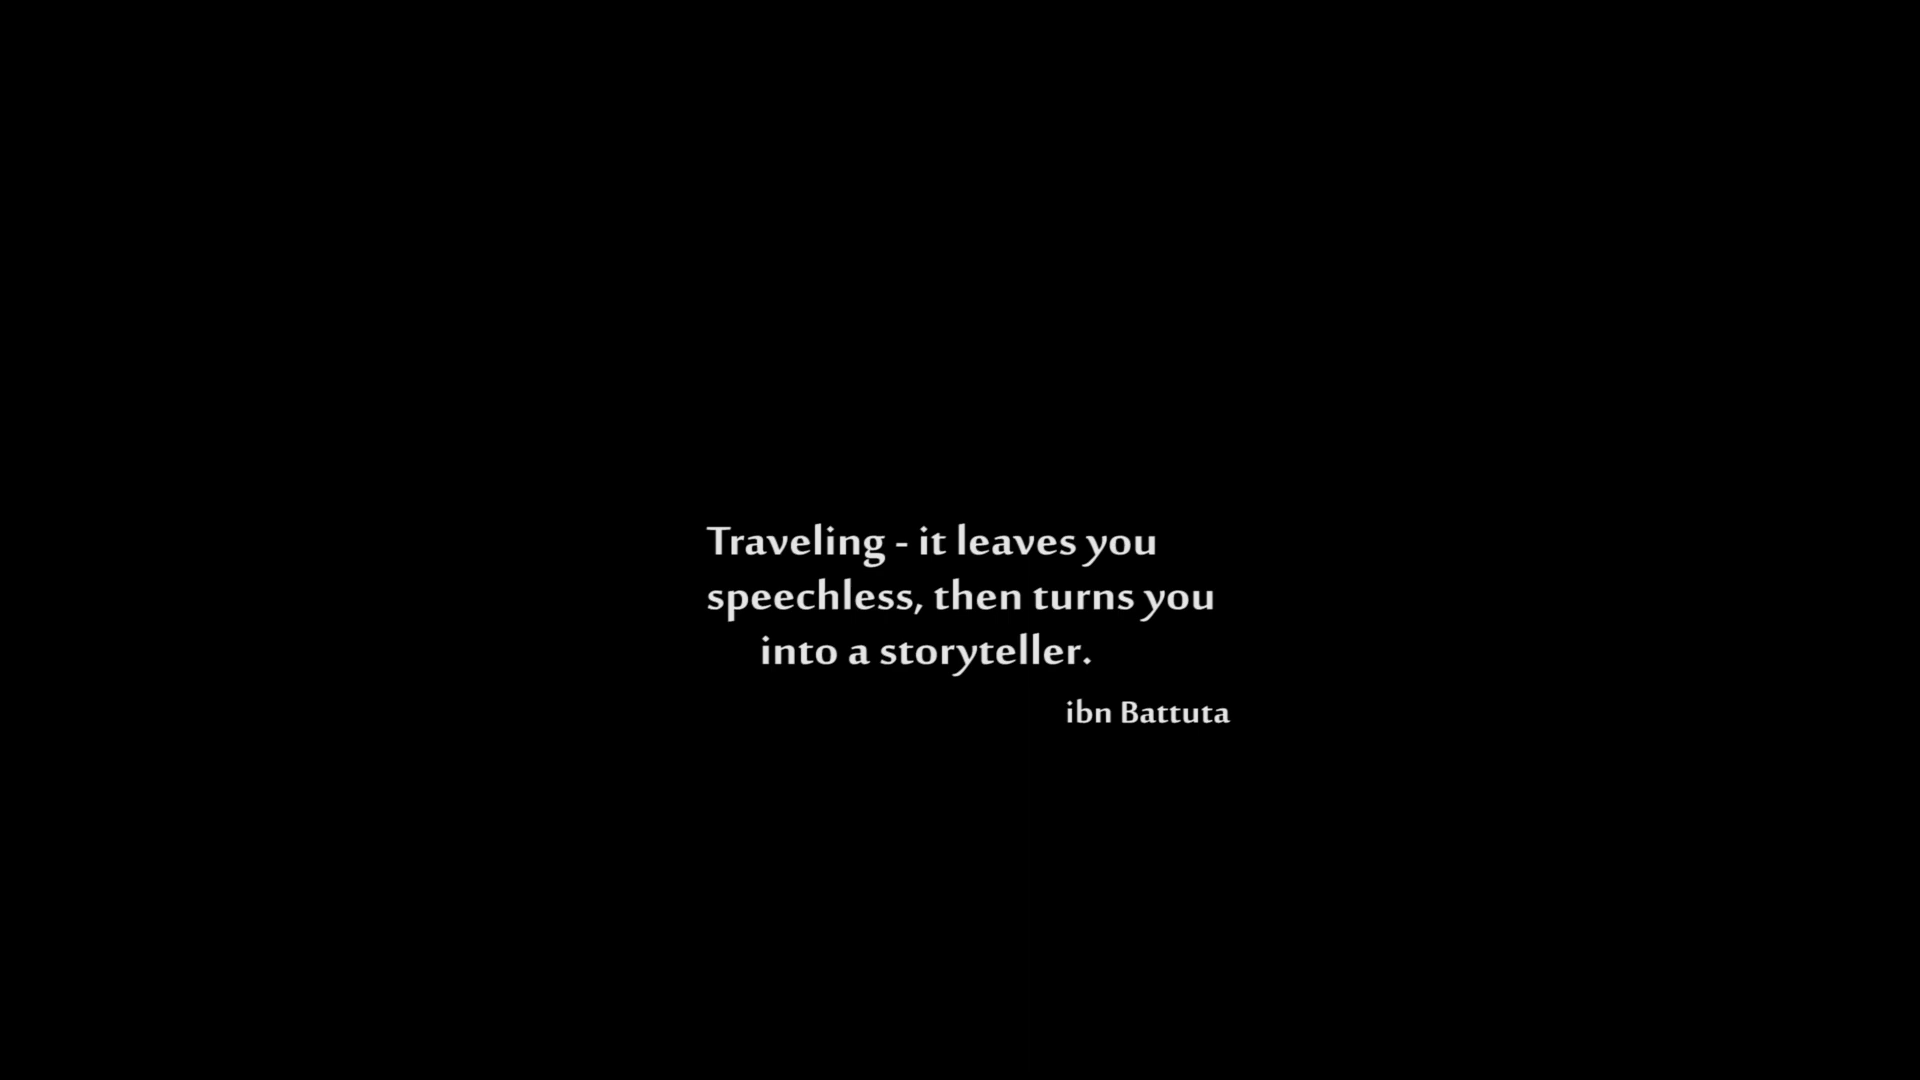 Traveling - it leaves you
speechless, then turns you
into a storyteller.
ibn Battuta